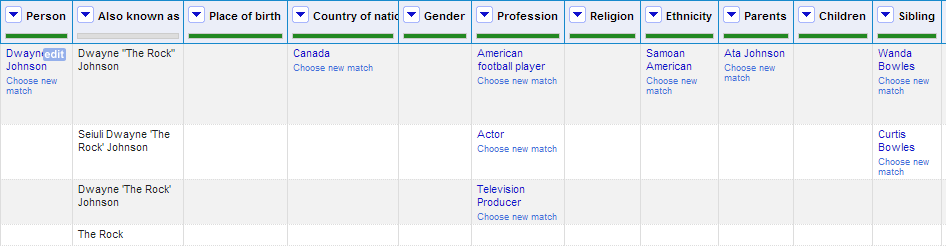 Person Also known as Place of birth Country of natic Gender Profession Religion Ethnicity Parents Children Sibling
Dwayne edit Dwayne "The Rock" Canada American Samoan Ata Johnson Wanda
Johnson Johnson Choose new match football player American Choose new Bowles
Choose new Choose new match Choose new match Choose new
match match match
Seiuli Dwayne 'The Actor Curtis
Rock' Johnson Choose new match Bowles
Choose new
match
Dwayne 'The Rock' Television
Johnson Producer
Choose new match
The Rock